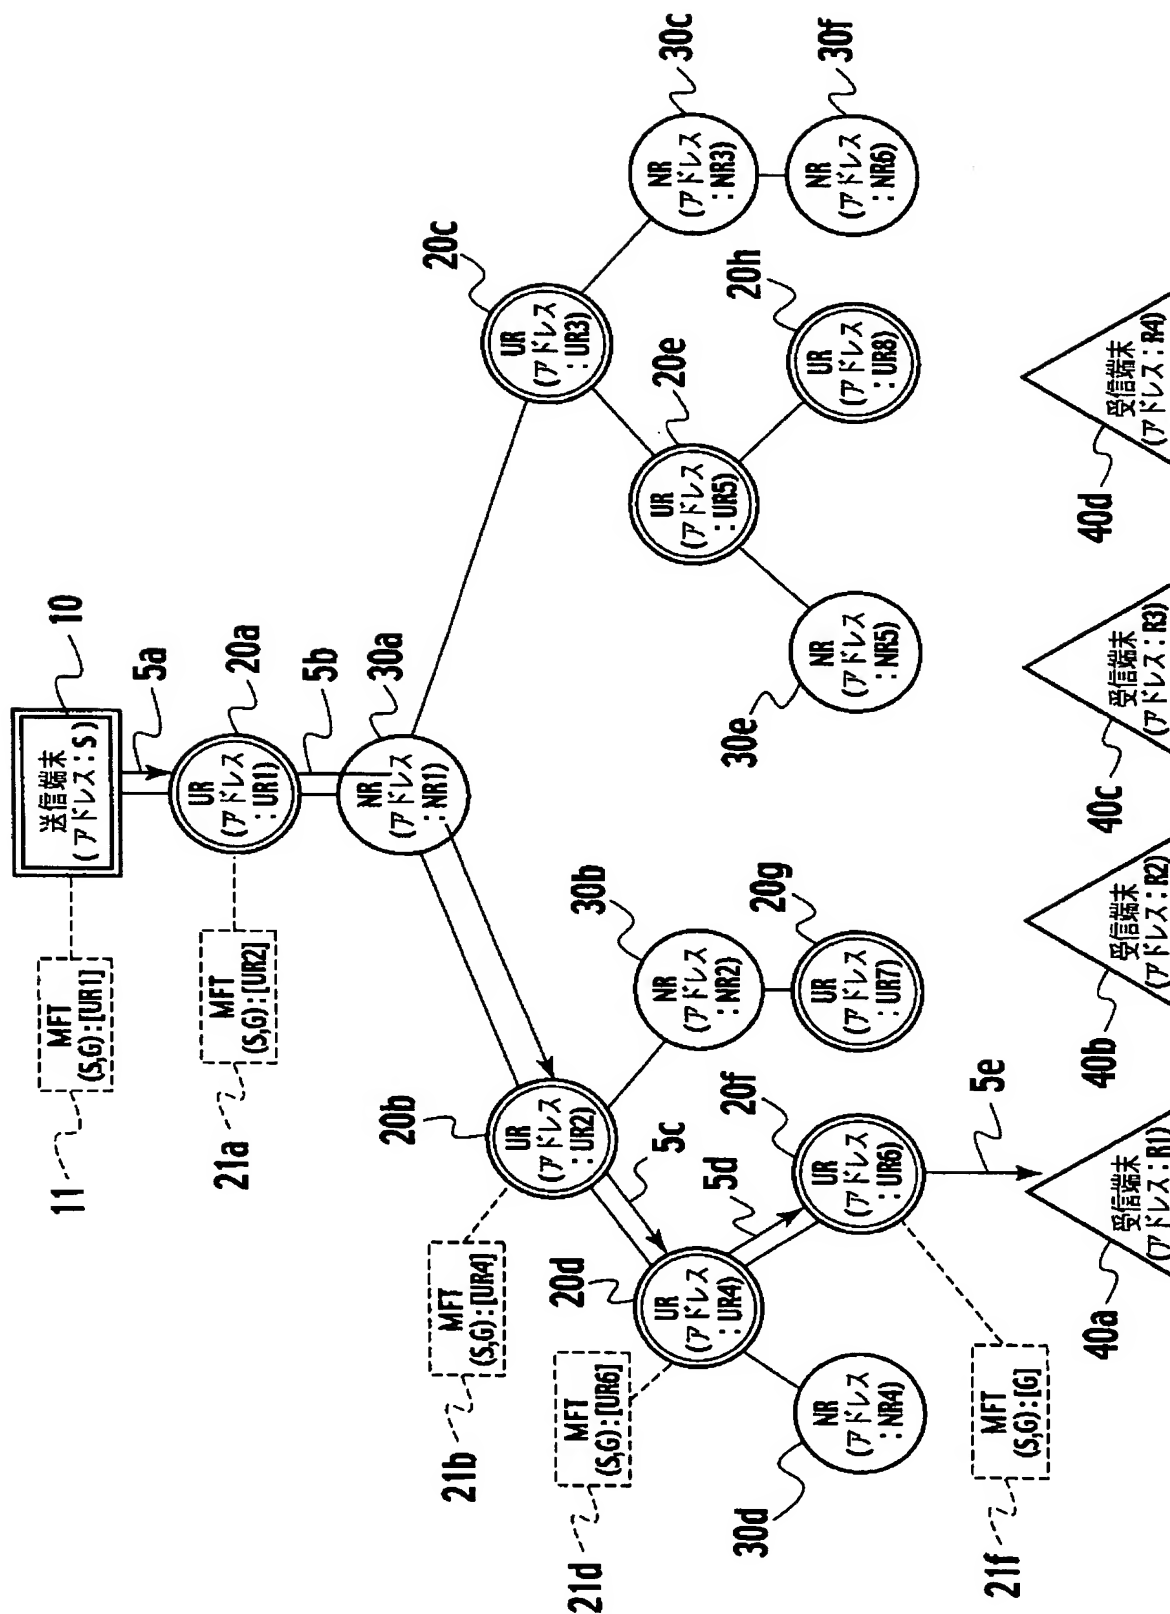 10
送信端末
(アドレス:S)
5a
MFT
(S,G):[UR1]
11
20a
UR
(アドレス
:UR1)
MFT
(S,G):[UR2]
21a
5b
30a
NR
(アドレス
:NR1)
20b
UR
(アドレス
:UR2)
20c
UR
(アドレス
:UR3)
MFT
(S,G):[UR4]
21b
5c
20d
UR
(アドレス
:UR4)
30b
NR
(アドレス
:NR2)
20e
UR
(アドレス
:UR5)
30c
NR
(アドレス
:NR3)
MFT
(S,G):[UR6]
21d
5d
30d
NR
(アドレス
:NR4)
20f
UR
(アドレス
:UR6)
20g
UR
(アドレス
:UR7)
30e
NR
(アドレス
:NR5)
20h
UR
(アドレス
:UR8)
30f
NR
(アドレス
:NR6)
MFT
(S,G):[G]
21f
5e
40a
受信端末
(アドレス:R1)
40b
受信端末
(アドレス:R2)
40c
受信端末
(アドレス:R3)
40d
受信端末
(アドレス:R4)